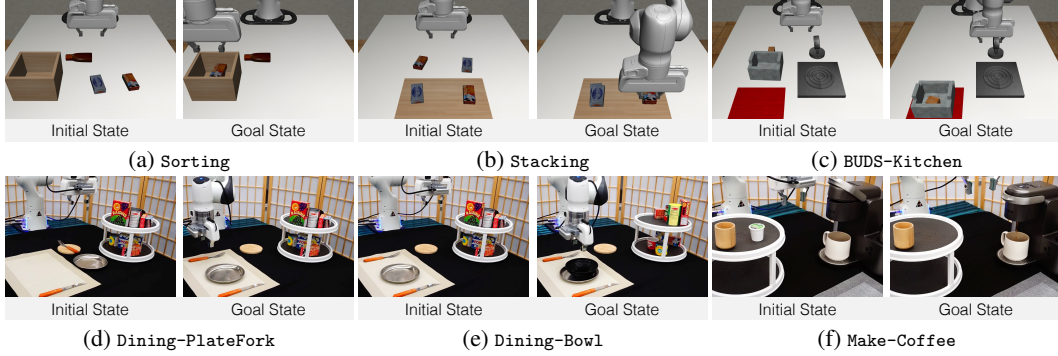 Initial State
Goal State
Initial State
Goal State
Initial State
Goal State
(a) Sorting
(b) Stacking
(c) BUDS-Kitchen
Initial State
Goal State
Initial State
Goal State
Initial State
Goal State
(d) Dining-PlateFork
(e) Dining-Bowl
(f) Make-Coffee